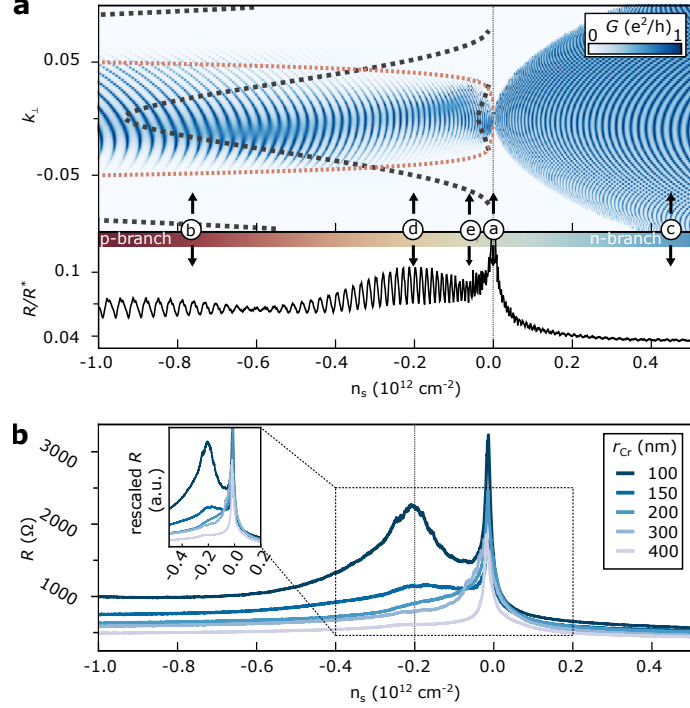 a
G (e²/h)
0 1
0.05
k⊥
-0.05
b d e a c
p-branch n-branch
0.1
R/R*
0.04
-1.0 -0.8 -0.6 -0.4 -0.2 0.0 0.2 0.4
nₛ (10¹² cm⁻²)
b
3000
2000
1000
R (Ω)
rescaled R
(a.u.)
-0.4 -0.2 0.0 0.2
r_Cr (nm)
100
150
200
300
400
-1.0 -0.8 -0.6 -0.4 -0.2 0.0 0.2 0.4
nₛ (10¹² cm⁻²)